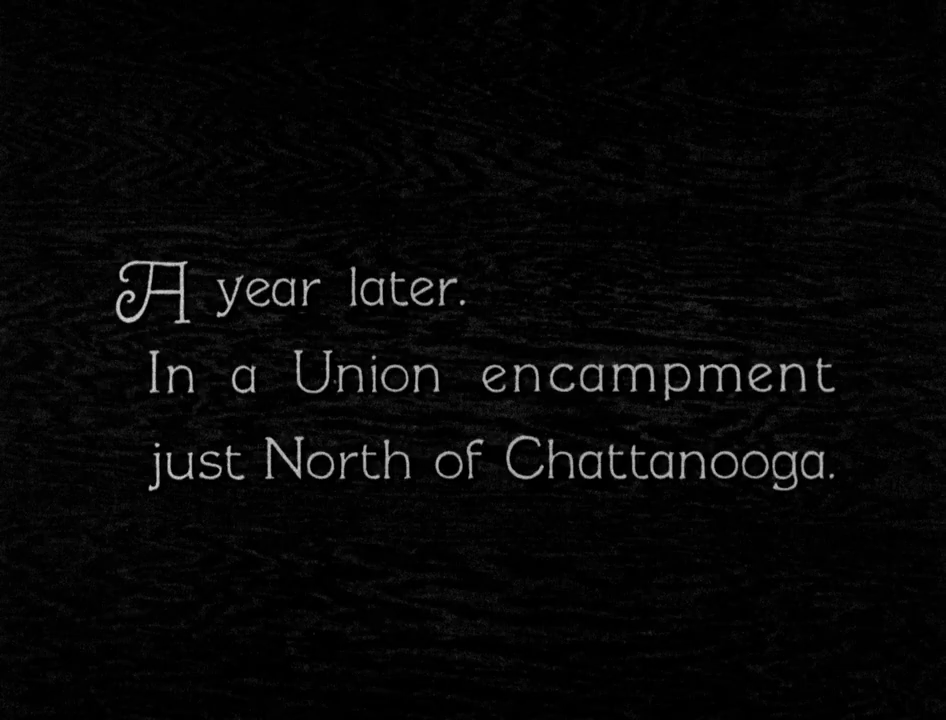 A year later.
In a Union encampment
just North of Chattanooga.